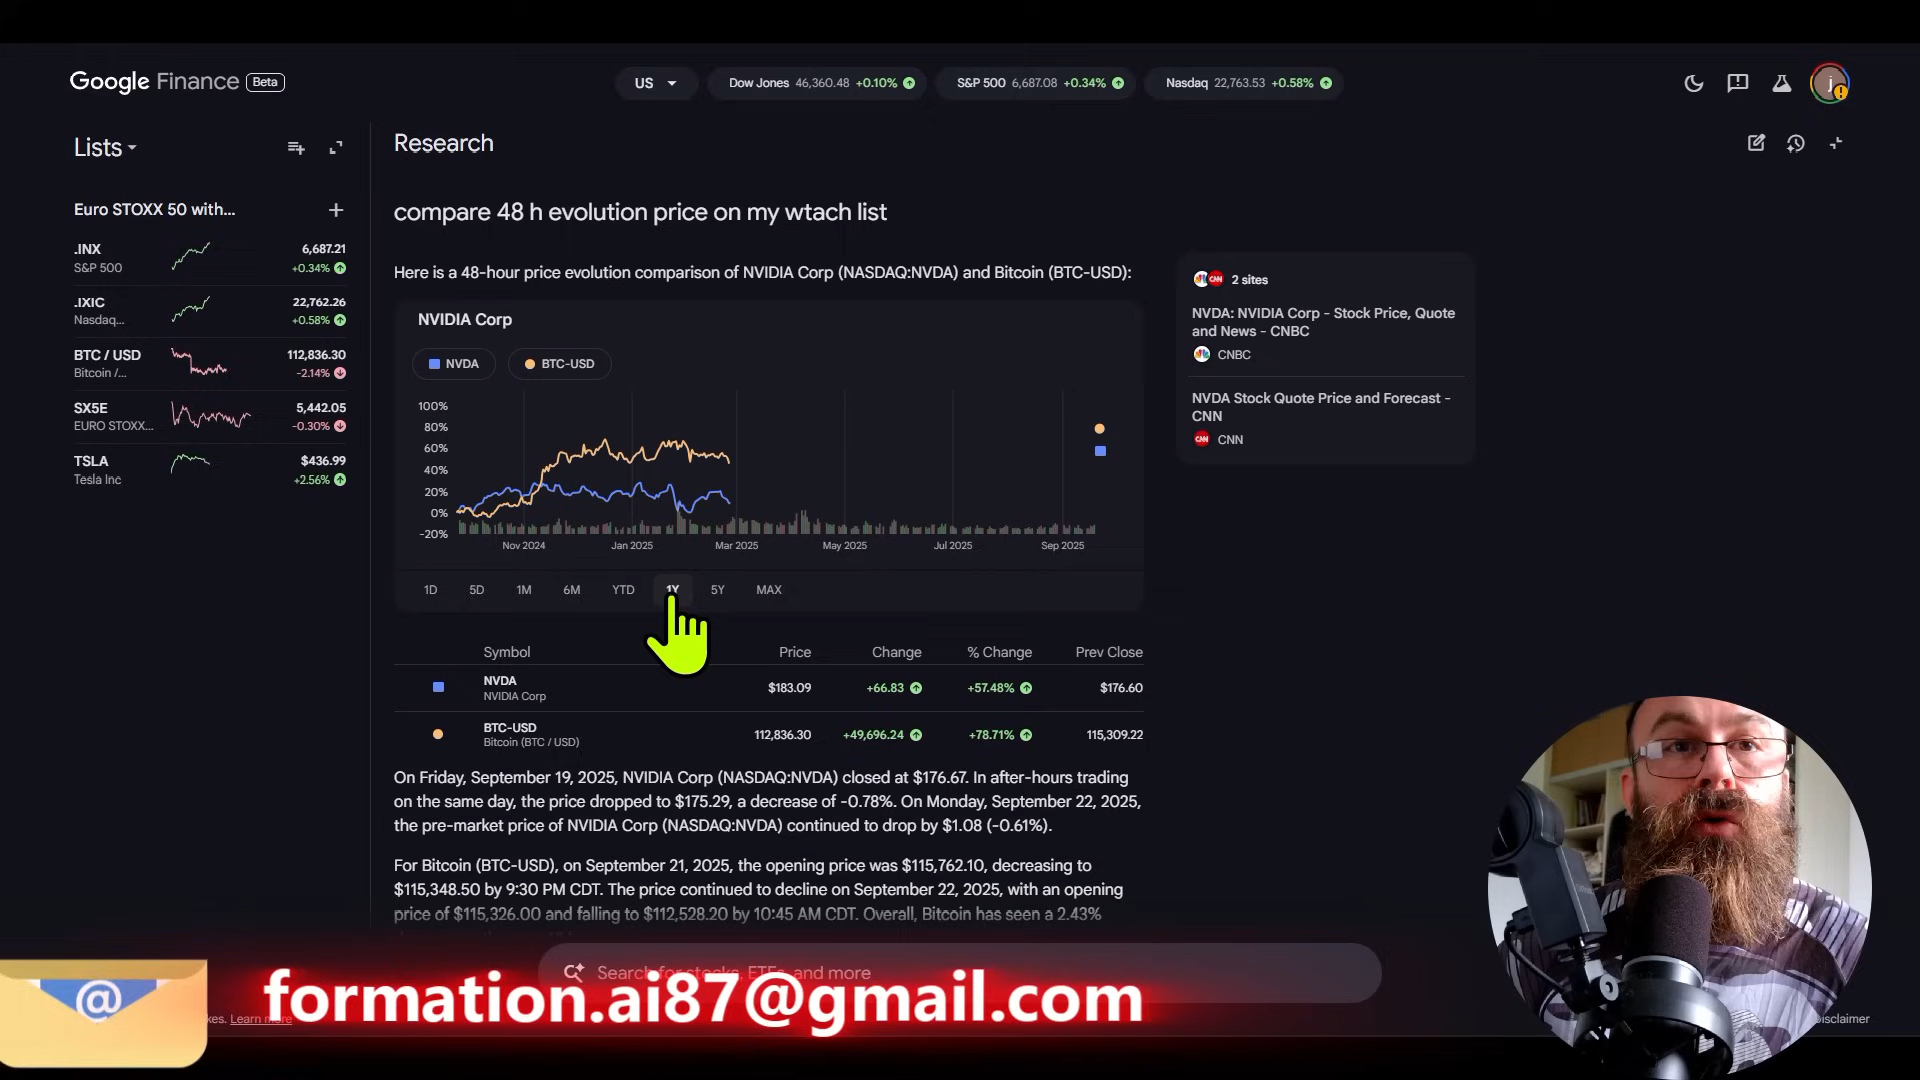 Google Finance Beta
US
Dow Jones 46,360.48 +0.10%
S&P 500 6,687.08 +0.34%
Nasdaq 22,763.53 +0.58%
j
Lists
Research
Euro STOXX 50 with...
.INX 6,687.21
S&P 500 +0.34%
.IXIC 22,762.26
Nasdaq... +0.58%
BTC / USD 112,836.30
Bitcoin /... -2.14%
SX5E 5,442.05
EURO STOXX... -0.30%
TSLA $436.99
Tesla Inc +2.56%
compare 48 h evolution price on my wtach list
Here is a 48-hour price evolution comparison of NVIDIA Corp (NASDAQ:NVDA) and Bitcoin (BTC-USD):
NVIDIA Corp
NVDA BTC-USD
100%
80%
60%
40%
20%
0%
-20%
Nov 2024 Jan 2025 Mar 2025 May 2025 Jul 2025 Sep 2025
1D 5D 1M 6M YTD 1Y 5Y MAX
Symbol Price Change % Change Prev Close
NVDA
NVIDIA Corp
$183.09 +66.83 +57.48% $176.60
BTC-USD
Bitcoin (BTC / USD)
112,836.30 +49,696.24 +78.71% 115,309.22
On Friday, September 19, 2025, NVIDIA Corp (NASDAQ:NVDA) closed at $176.67. In after-hours trading
on the same day, the price dropped to $175.29, a decrease of -0.78%. On Monday, September 22, 2025,
the pre-market price of NVIDIA Corp (NASDAQ:NVDA) continued to drop by $1.08 (-0.61%).
For Bitcoin (BTC-USD), on September 21, 2025, the opening price was $115,762.10, decreasing to
$115,348.50 by 9:30 PM CDT. The price continued to decline on September 22, 2025, with an opening
price of $115,326.00 and falling to $112,528.20 by 10:45 AM CDT. Overall, Bitcoin has seen a 2.43%
2 sites
NVDA: NVIDIA Corp - Stock Price, Quote
and News - CNBC
CNBC
NVDA Stock Quote Price and Forecast -
CNN
CNN CNN
Search for stocks, ETFs, and more
@
formation.ai87@gmail.com
kes. Learn more
Disclaimer